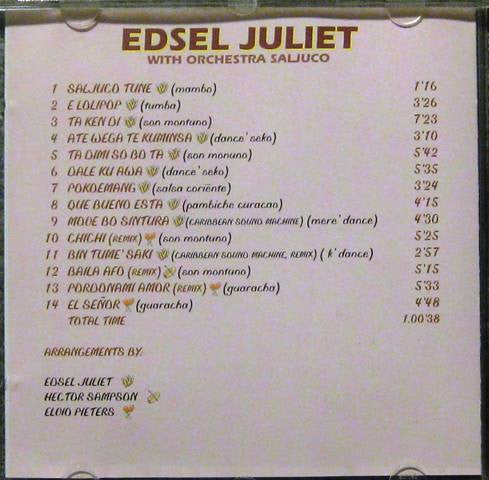 EDSEL JULIET
WITH ORCHESTRA SALJUCO
1 SALJUCO TUNE (mambo) 1'16
2 E LOLIPOP (tumba) 3'26
3 TA KEN DI (son montuno) 7'23
4 ATE WEGA TE KUMINSA (dance' seko) 3'10
5 TA DIMI SO BO TA (son monuno) 5'42
6 DALE KU AWA (dance' seko) 5'35
7 PORDEMANG (salsa coriënte) 3'24
8 QUE BUENO ESTA (pambiche curacao) 4'15
9 MOVE BO SINTURA (CARIBBEAN SOUND MACHINE) (mere' dance) 4'30
10 CHICHI (REMIX) (son montuno) 5'25
11 BIN TUME' SAKI (CARIBBEAN SOUND MACHINE, REMIX) ( k' dance) 2'57
12 BAILA AFO (REMIX) (son montuno) 5'15
13 PORDONAMI AMOR (REMIX) (guaracha) 5'33
14 EL SEÑOR (guaracha) 4'48
TOTAL TIME 1.00'38
ARRANGEMENTS BY:
EDSEL JULIET
HECTOR SAMPSON
ELVIO PIETERS